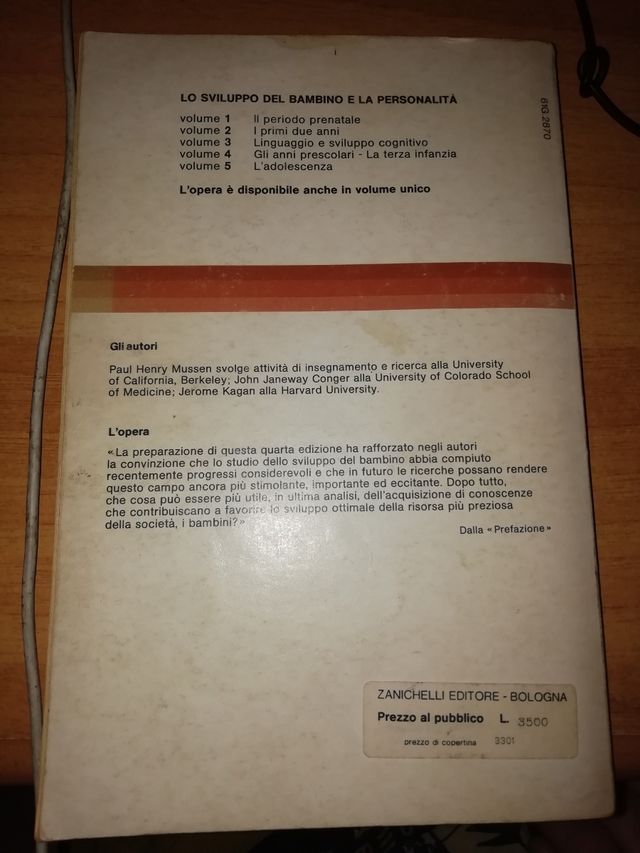 LO SVILUPPO DEL BAMBINO E LA PERSONALITÀ
volume 1 Il periodo prenatale
volume 2 I primi due anni
volume 3 Linguaggio e sviluppo cognitivo
volume 4 Gli anni prescolari - La terza infanzia
volume 5 L'adolescenza
L'opera è disponibile anche in volume unico
61G 2870
Gli autori
Paul Henry Mussen svolge attività di insegnamento e ricerca alla University
of California, Berkeley; John Janeway Conger alla University of Colorado School
of Medicine; Jerome Kagan alla Harvard University.
L'opera
«La preparazione di questa quarta edizione ha rafforzato negli autori
la convinzione che lo studio dello sviluppo del bambino abbia compiuto
recentemente progressi considerevoli e che in futuro le ricerche possano rendere
questo campo ancora più stimolante, importante ed eccitante. Dopo tutto,
che cosa può essere più utile, in ultima analisi, dell'acquisizione di conoscenze
che contribuiscano a favorire lo sviluppo ottimale della risorsa più preziosa
della società, i bambini?»
Dalla «Prefazione»
ZANICHELLI EDITORE - BOLOGNA
Prezzo al pubblico L. 3500
prezzo di copertina 3301